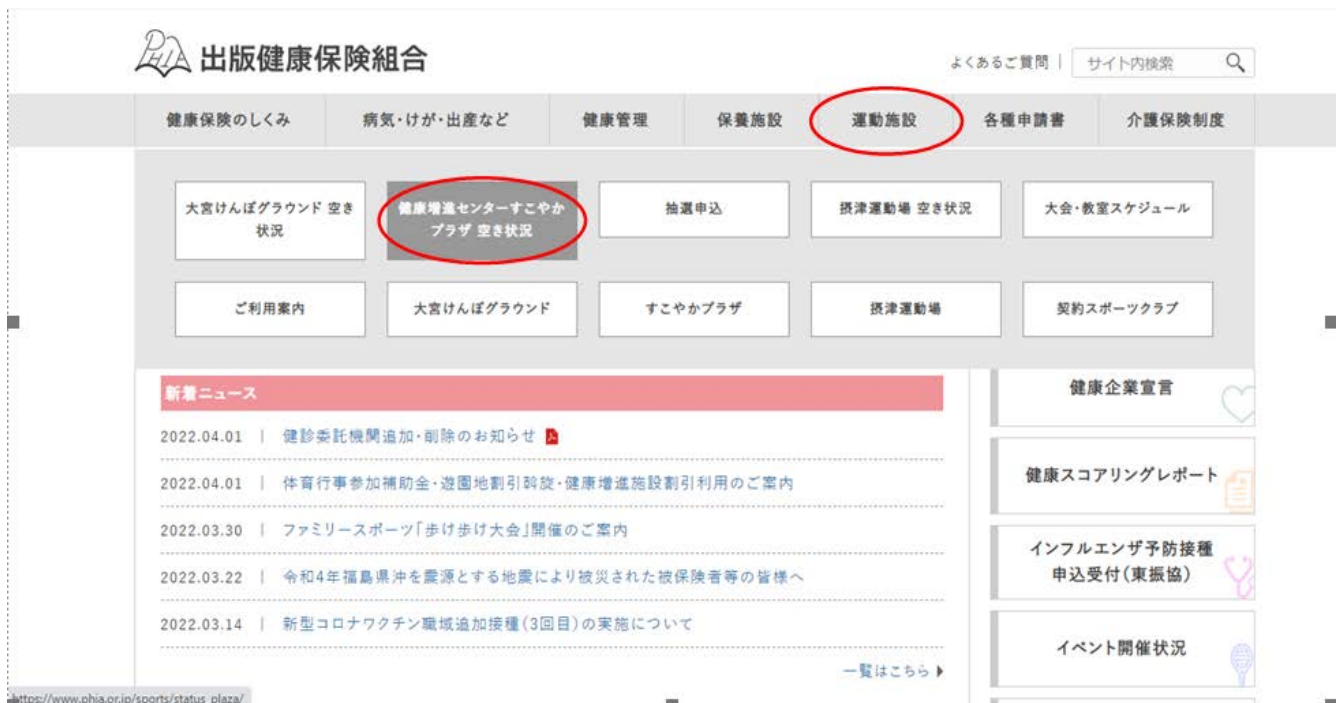 PHIA 出版健康保険組合
よくあるご質問 | サイト内検索
健康保険のしくみ 病気・けが・出産など 健康管理 保養施設 運動施設 各種申請書 介護保険制度
大宮けんぽグラウンド 空き
状況
健康増進センターすこやか
プラザ 空き状況
抽選申込
摂津運動場 空き状況
大会・教室スケジュール
ご利用案内
大宮けんぽグラウンド
すこやかプラザ
摂津運動場
契約スポーツクラブ
新着ニュース
2022.04.01 | 健診委託機関追加・削除のお知らせ
2022.04.01 | 体育行事参加補助金・遊園地割引斡旋・健康増進施設割引利用のご案内
2022.03.30 | ファミリースポーツ「歩け歩け大会」開催のご案内
2022.03.22 | 令和4年福島県沖を震源とする地震により被災された被保険者等の皆様へ
2022.03.14 | 新型コロナワクチン職域追加接種(3回目)の実施について
一覧はこちら
健康企業宣言
健康スコアリングレポート
インフルエンザ予防接種
申込受付(東振協)
イベント開催状況
https://www.phia.or.jp/sports/status_plaza/